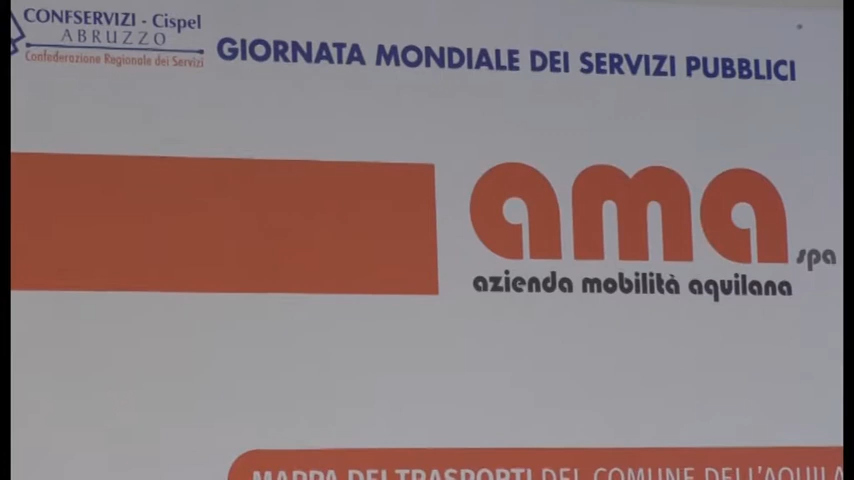 CONFSERVIZI - Cispel
ABRUZZO
Confederazione Regionale dei Servizi
GIORNATA MONDIALE DEI SERVIZI PUBBLICI
ama spa
azienda mobilità aquilana
MAPPA DEI TRASPORTI DEL COMUNE DELL'AQUILA